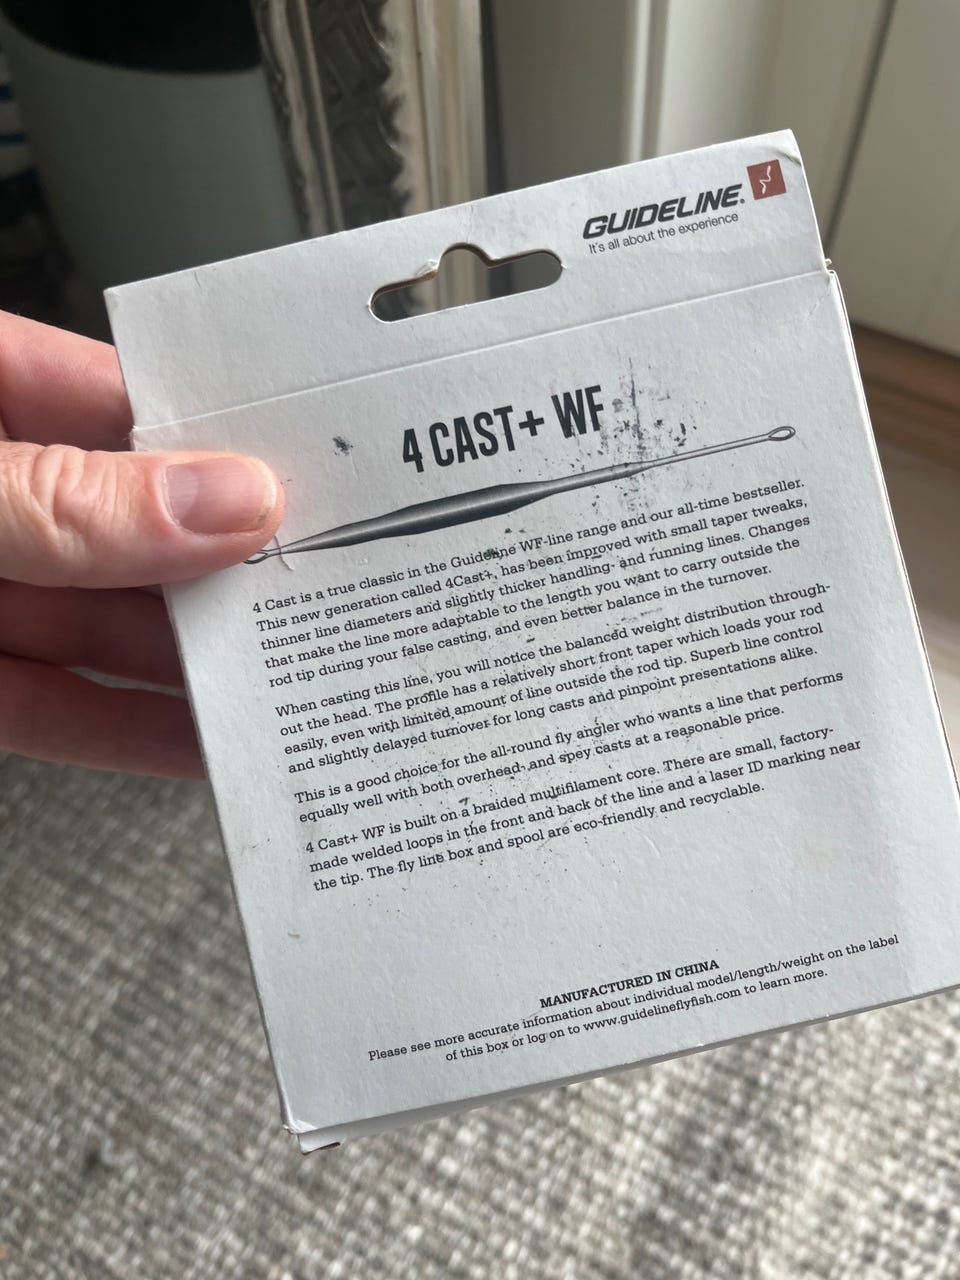 GUIDELINE.
It's all about the experience
4 CAST+ WF
4 Cast is a true classic in the Guideline WF-line range and our all-time bestseller.
This new generation called 4Cast+, has been improved with small taper tweaks,
thinner line diameters and slightly thicker handling- and running lines. Changes
that make the line more adaptable to the length you want to carry outside the
rod tip during your false casting, and even better balance in the turnover.
When casting this line, you will notice the balanced weight distribution through-
out the head. The profile has a relatively short front taper which loads your rod
easily, even with limited amount of line outside the rod tip. Superb line control
and slightly delayed turnover for long casts and pinpoint presentations alike.
This is a good choice for the all-round fly angler who wants a line that performs
equally well with both overhead- and spey casts at a reasonable price.
4 Cast+ WF is built on a braided multifilament core. There are small, factory-
made welded loops in the front and back of the line and a laser ID marking near
the tip. The fly line box and spool are eco-friendly and recyclable.
MANUFACTURED IN CHINA
Please see more accurate information about individual model/length/weight on the label
of this box or log on to www.guidelineflyfish.com to learn more.